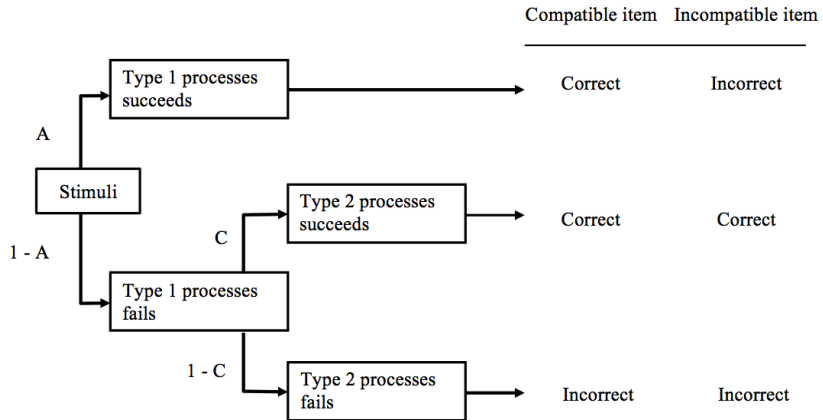 Compatible item Incompatible item
Type 1 processes
succeeds
Correct Incorrect
A
Stimuli
Type 2 processes
succeeds
Correct Correct
C
1 - A
Type 1 processes
fails
1 - C
Type 2 processes
fails
Incorrect Incorrect